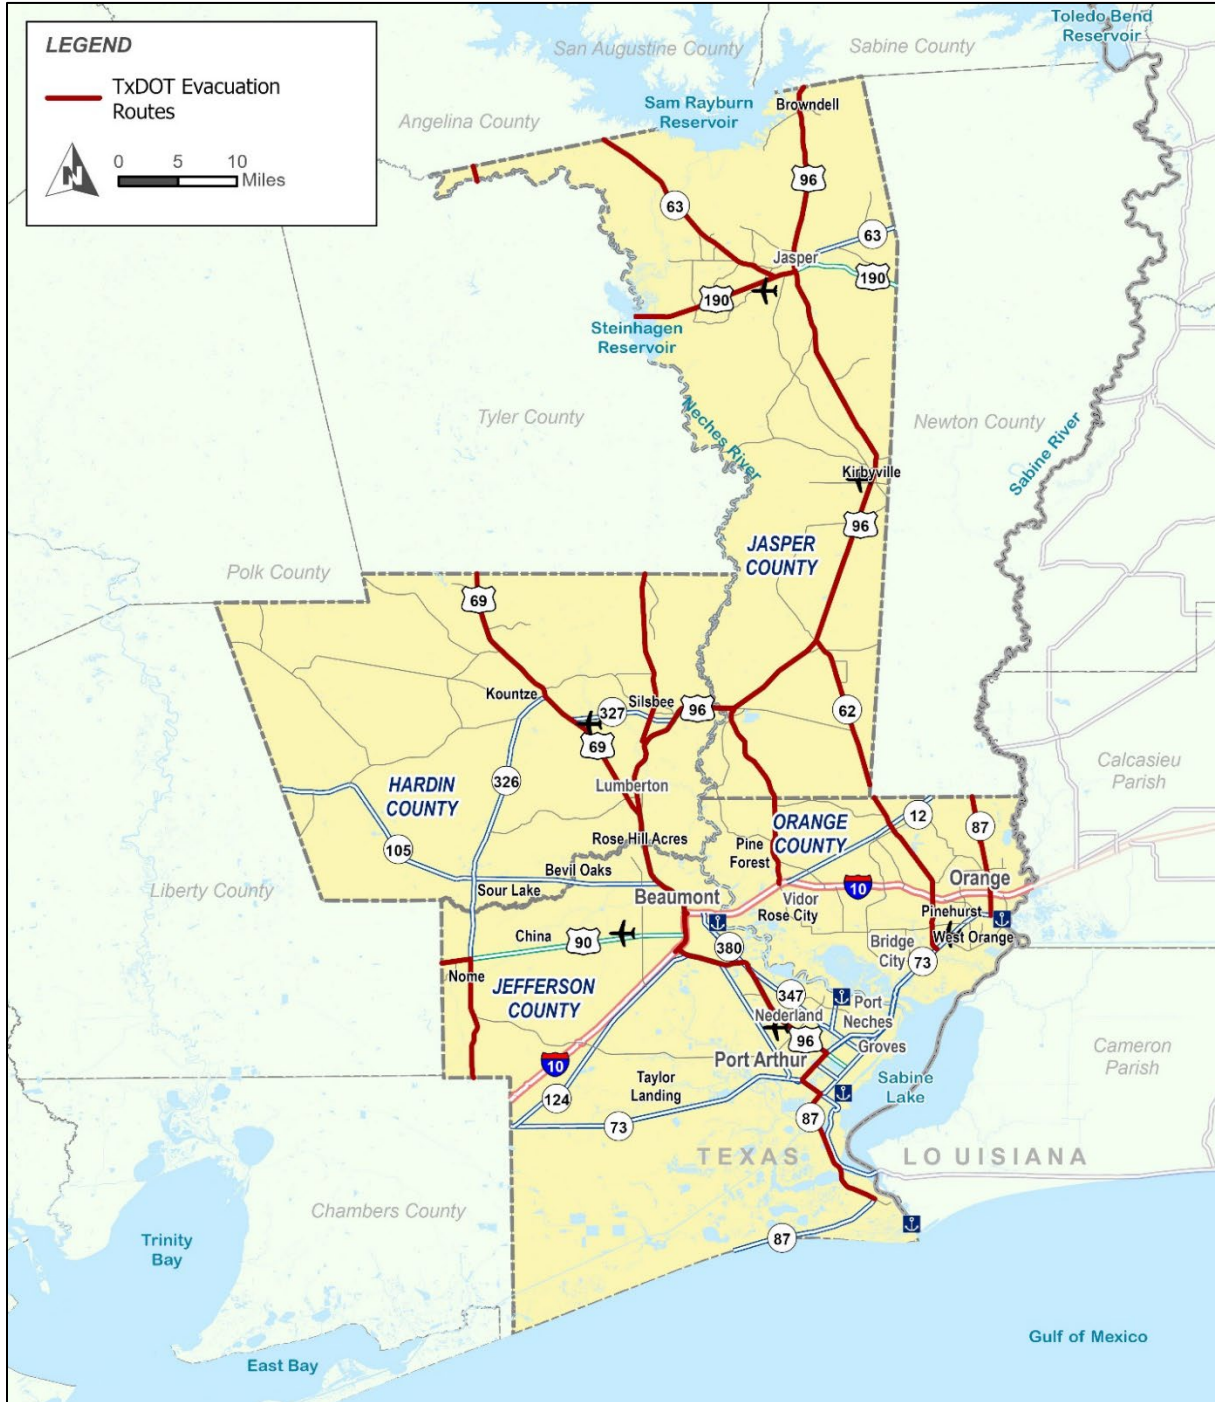 LEGEND
TxDOT Evacuation
Routes
N
0 5 10
Miles
Toledo Bend
Reservoir
San Augustine County
Sabine County
Sam Rayburn
Reservoir
Browndell
Angelina County
96
63
63
Jasper
190
190
Steinhagen
Reservoir
Tyler County
Neches River
Newton County
Sabine River
Kirbyville
96
JASPER
COUNTY
Polk County
69
Kountze
327
Silsbee
96
62
69
326
Lumberton
HARDIN
COUNTY
Calcasieu
Parish
ORANGE
COUNTY
12
87
105
Rose Hill Acres
Pine
Forest
Bevil Oaks
Liberty County
Sour Lake
Beaumont
10
Orange
Vidor
Rose City
Pinehurst
West Orange
China
90
380
Bridge
City
73
Nome
JEFFERSON
COUNTY
347
Port
Neches
Nederland
96
Groves
Port Arthur
10
Cameron
Parish
Taylor
Landing
Sabine
Lake
124
73
87
TEXAS
LOUISIANA
Chambers County
Trinity
Bay
87
Gulf of Mexico
East Bay